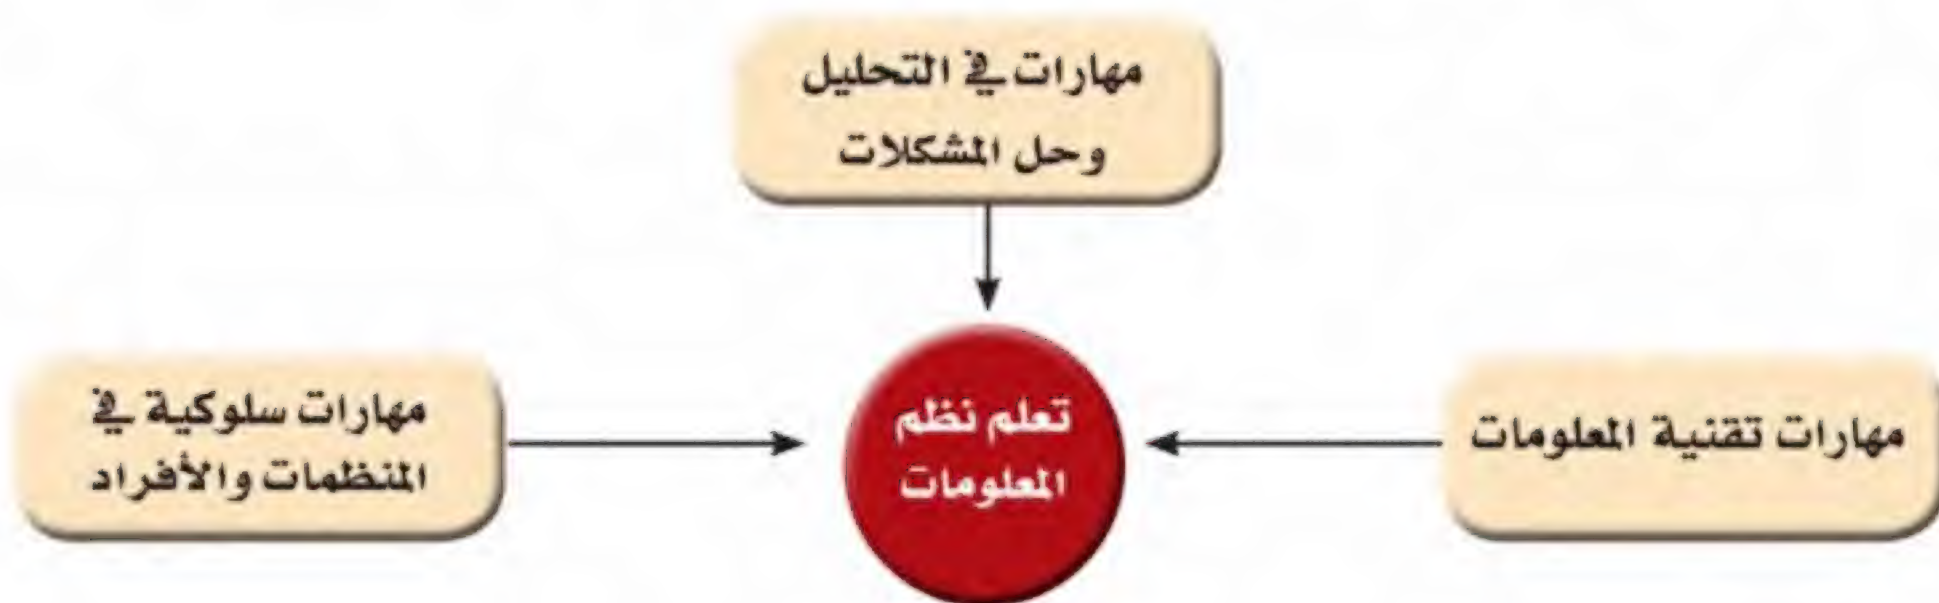 مهارات في التحليل
وحل المشكلات
مهارات تقنية المعلومات
تعلم نظم
المعلومات
مهارات سلوكية في
المنظمات والأفراد